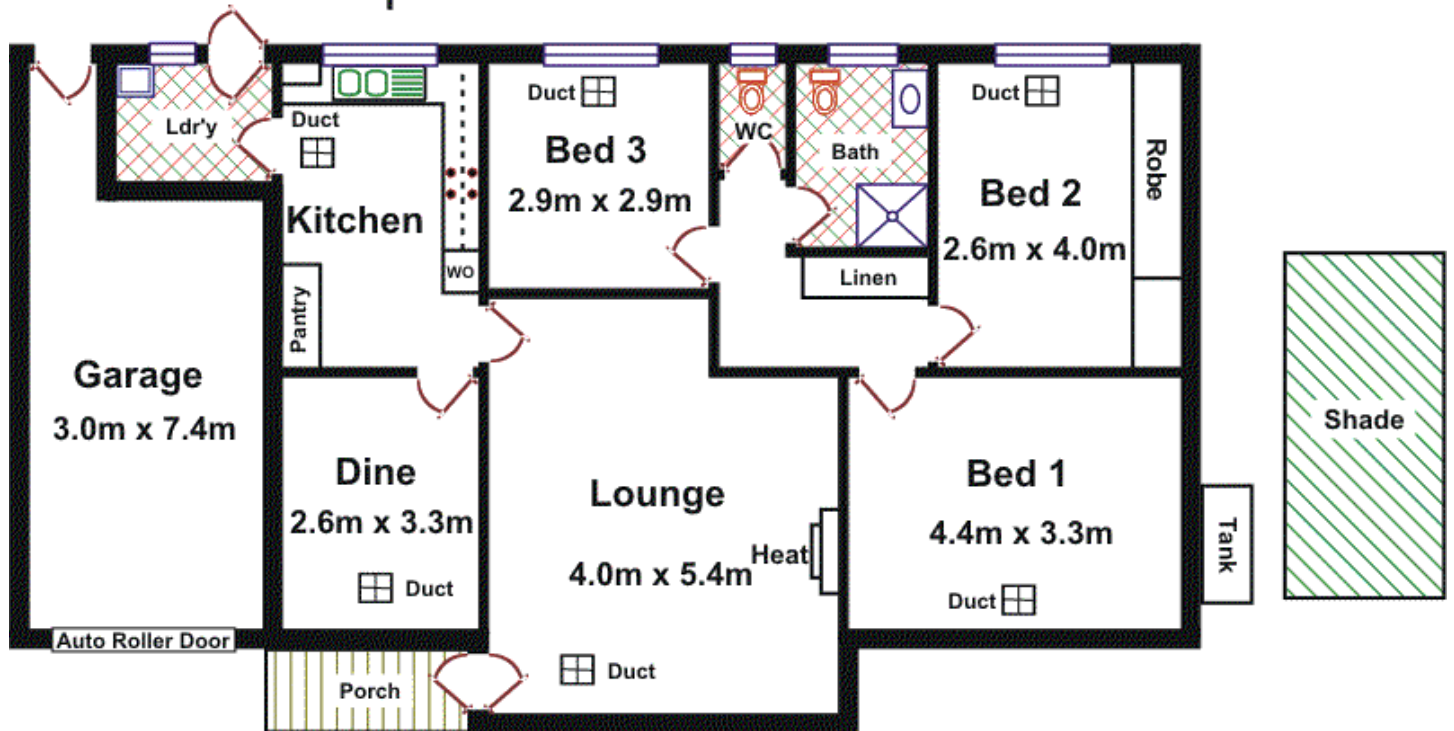 Ldr'y
Duct
Kitchen
WO
Pantry
Duct
Bed 3
2.9m x 2.9m
WC
Bath
Linen
Duct
Bed 2
2.6m x 4.0m
Robe
Garage
3.0m x 7.4m
Auto Roller Door
Dine
2.6m x 3.3m
Duct
Porch
Lounge
4.0m x 5.4m
Heat
Duct
Bed 1
4.4m x 3.3m
Duct
Tank
Shade